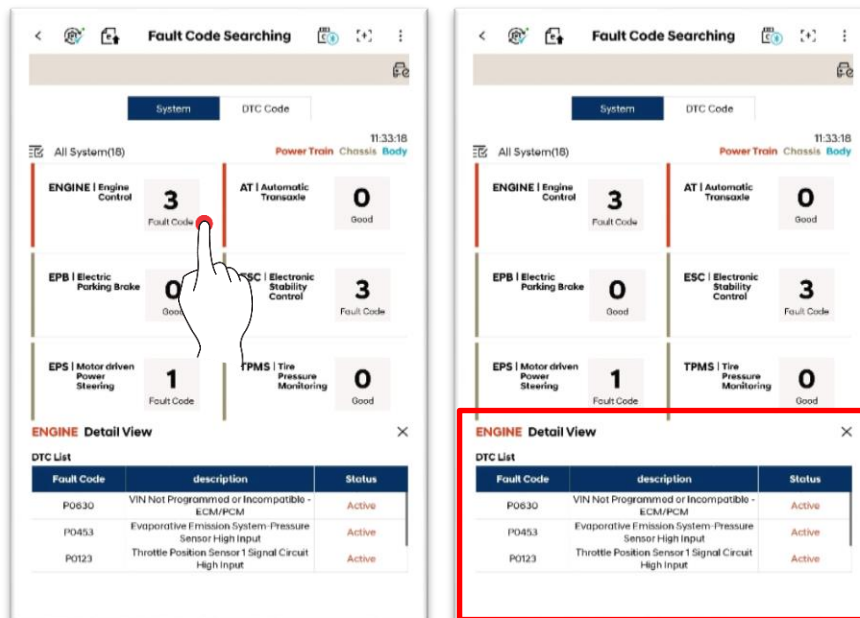 Fault Code Searching
System
DTC Code
11:33:18
All System(18)
Power Train Chassis Body
ENGINE | Engine
Control
3
Fault Code
AT | Automatic
Transaxle
0
Good
EPB | Electric
Parking Brake
0
Good
ESC | Electronic
Stability
Control
3
Fault Code
EPS | Motor driven
Power
Steering
1
Fault Code
TPMS | Tire
Pressure
Monitoring
0
Good
ENGINE Detail View
DTC List
Fault Code
description
Status
P0630
VIN Not Programmed or Incompatible -
ECM/PCM
Active
P0453
Evaporative Emission System-Pressure
Sensor High Input
Active
P0123
Throttle Position Sensor 1 Signal Circuit
High Input
Active
Fault Code Searching
System
DTC Code
11:33:18
All System(18)
Power Train Chassis Body
ENGINE | Engine
Control
3
Fault Code
AT | Automatic
Transaxle
0
Good
EPB | Electric
Parking Brake
0
Good
ESC | Electronic
Stability
Control
3
Fault Code
EPS | Motor driven
Power
Steering
1
Fault Code
TPMS | Tire
Pressure
Monitoring
0
Good
ENGINE Detail View
DTC List
Fault Code
description
Status
P0630
VIN Not Programmed or Incompatible -
ECM/PCM
Active
P0453
Evaporative Emission System-Pressure
Sensor High Input
Active
P0123
Throttle Position Sensor 1 Signal Circuit
High Input
Active